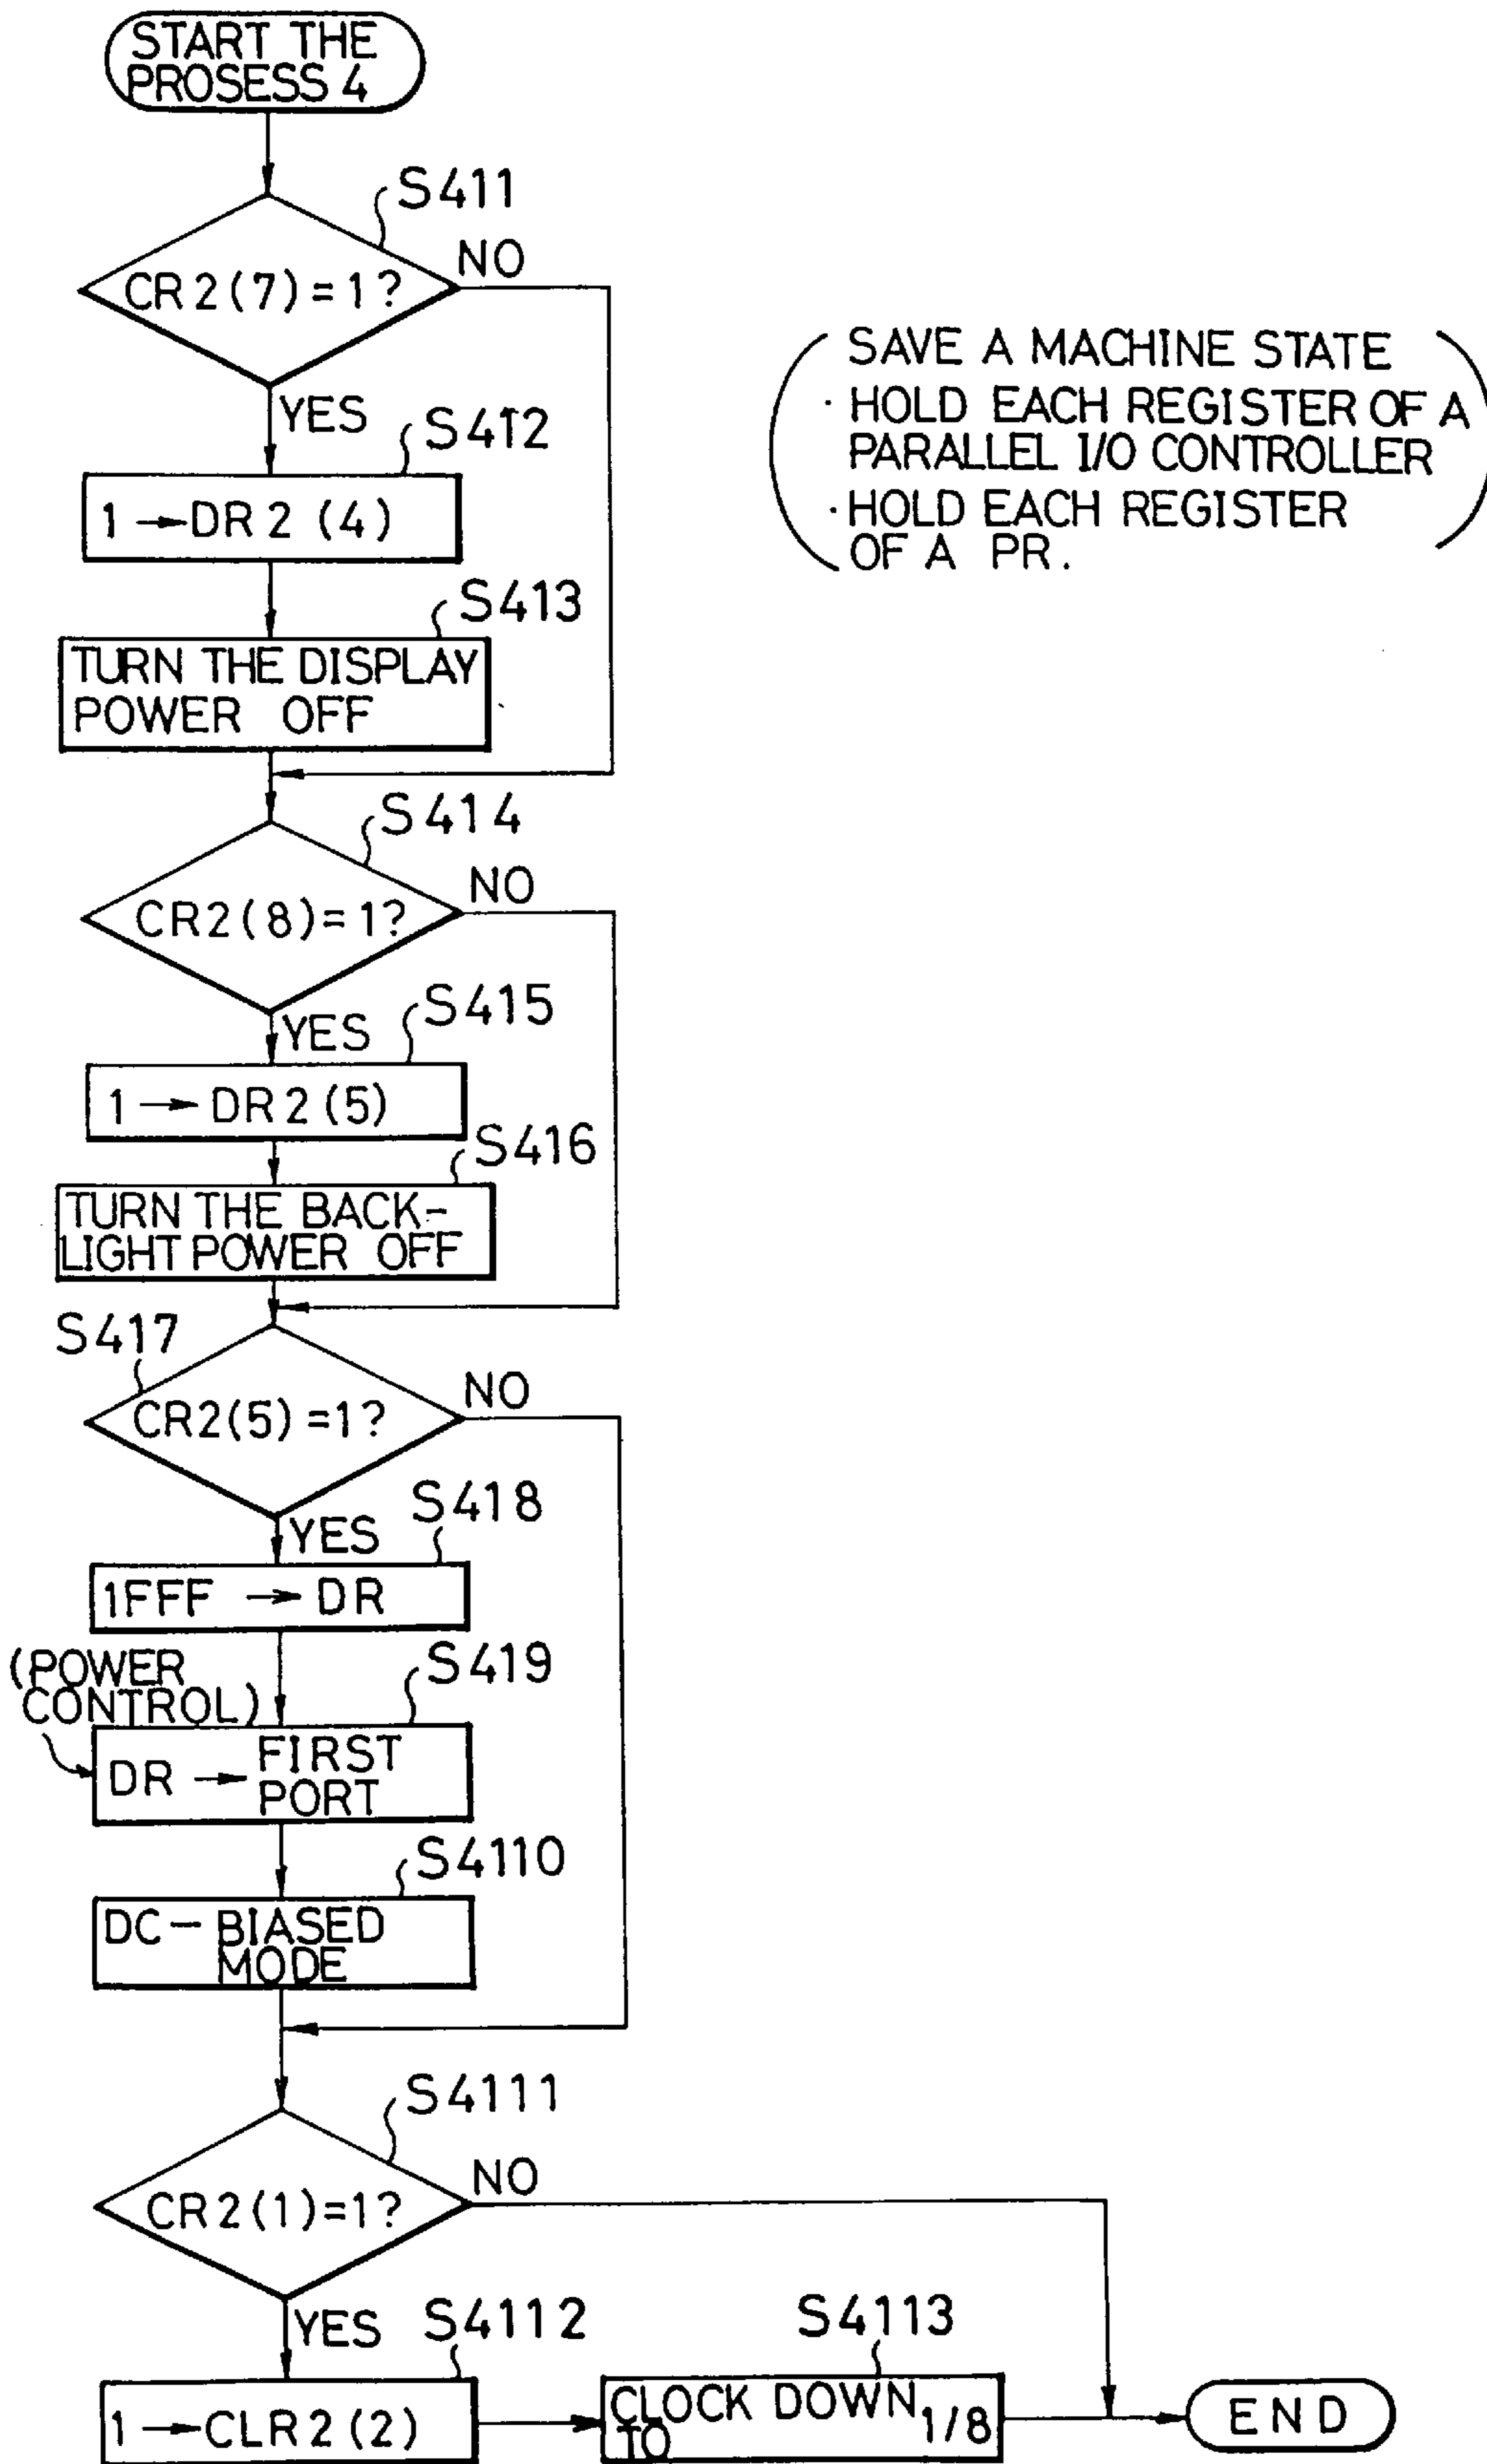 START THE
PROSESS 4
S411
CR2(7)=1?
NO
YES
SAVE A MACHINE STATE
· HOLD EACH REGISTER OF A
PARALLEL I/O CONTROLLER
· HOLD EACH REGISTER
OF A PR.
S412
1→DR2(4)
S413
TURN THE DISPLAY
POWER OFF
S414
CR2(8)=1?
NO
YES
S415
1→DR2(5)
S416
TURN THE BACK-
LIGHT POWER OFF
S417
CR2(5)=1?
NO
YES
S418
1FFF→DR
(POWER
CONTROL)
S419
DR→FIRST
PORT
S4110
DC-BIASED
MODE
S4111
CR2(1)=1?
NO
YES
S4112
1→CLR2(2)
S4113
CLOCK DOWN
TO 1/8
END